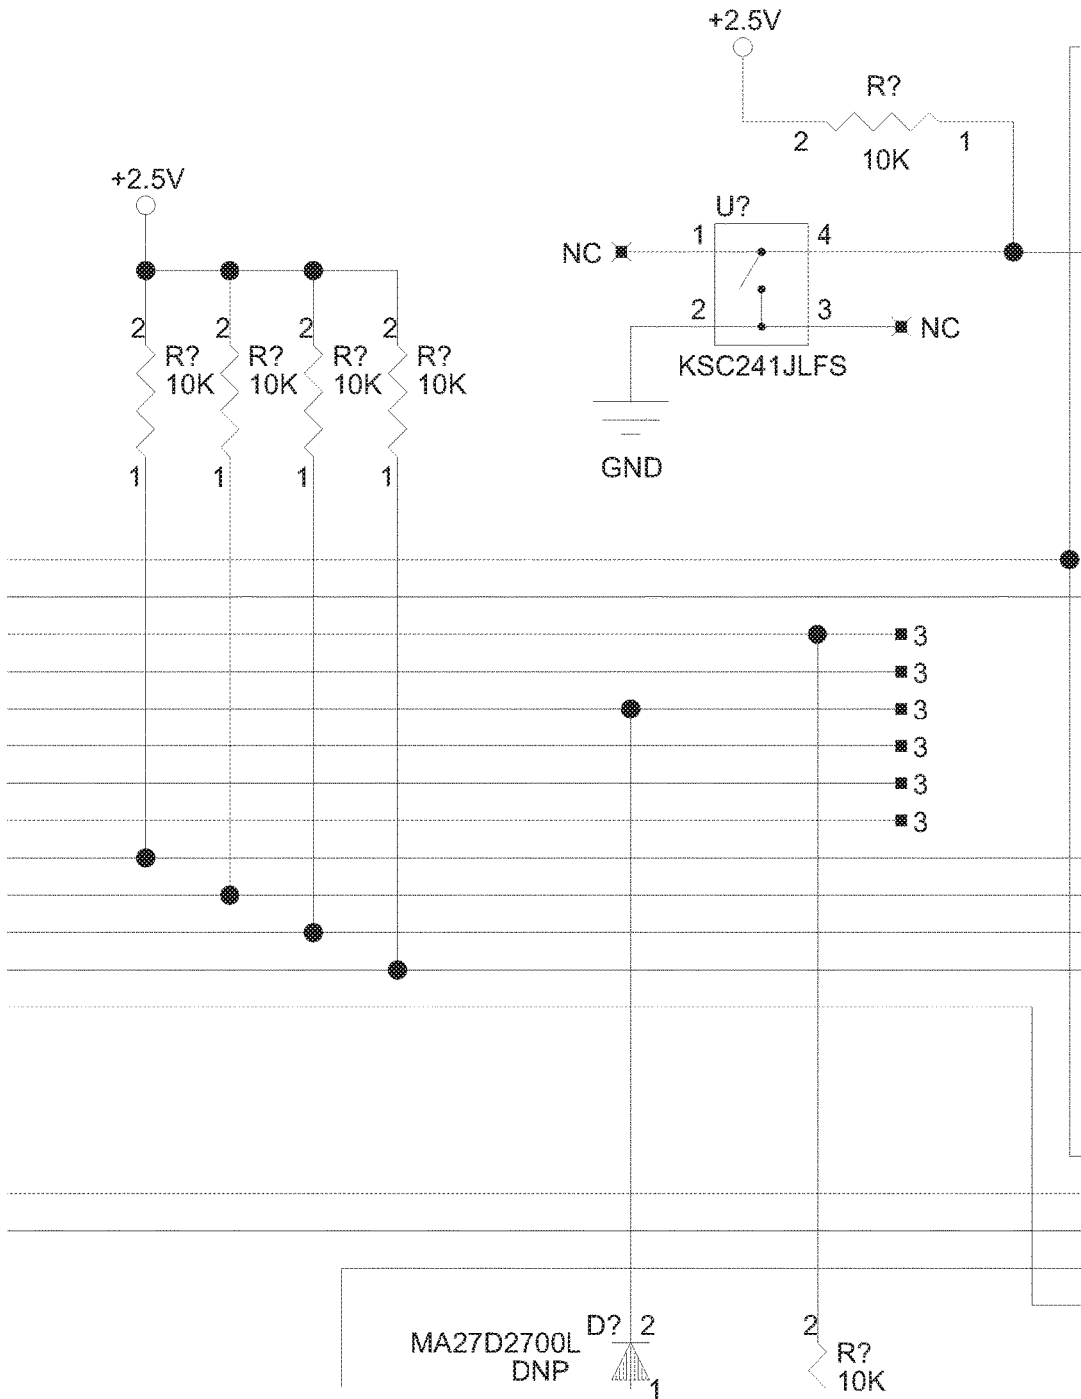 +2.5V
R?
2 1
10K
+2.5V
U?
NC 1 4
2 3 NC
KSC241JLFS
GND
2 2 2 2
R? R? R? R?
10K 10K 10K 10K
1 1 1 1
3
3
3
3
3
3
D? 2 2
MA27D2700L R?
DNP 10K
1